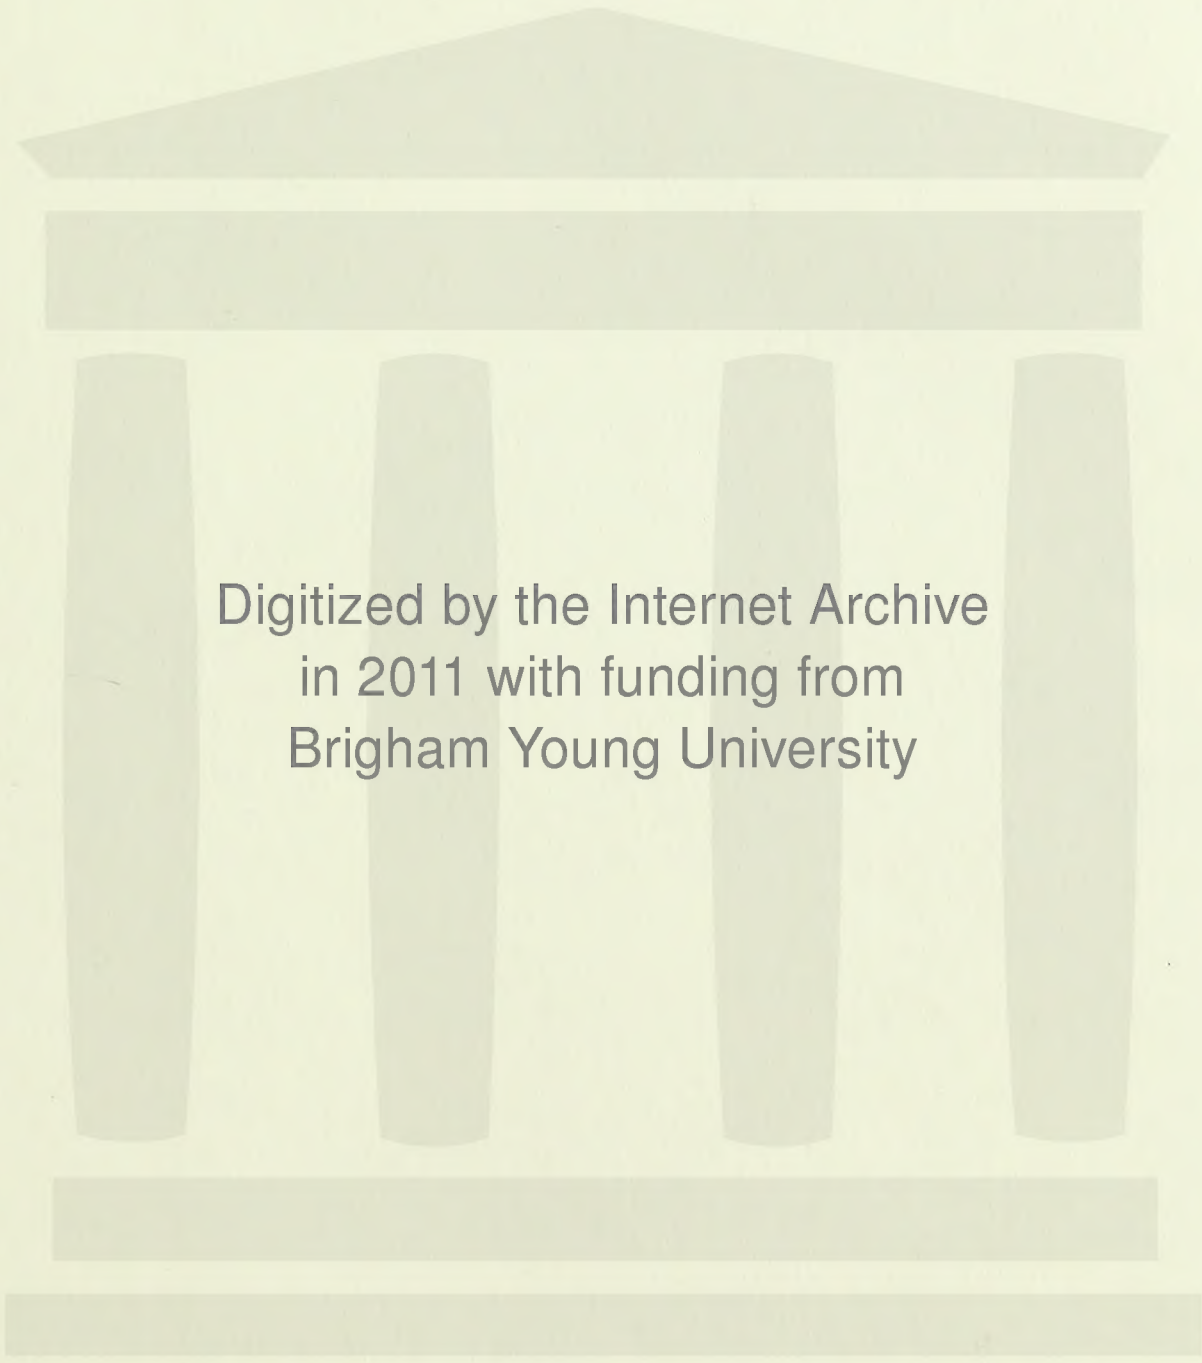 Digitized by the Internet Archive
in 2011 with funding from
Brigham Young University